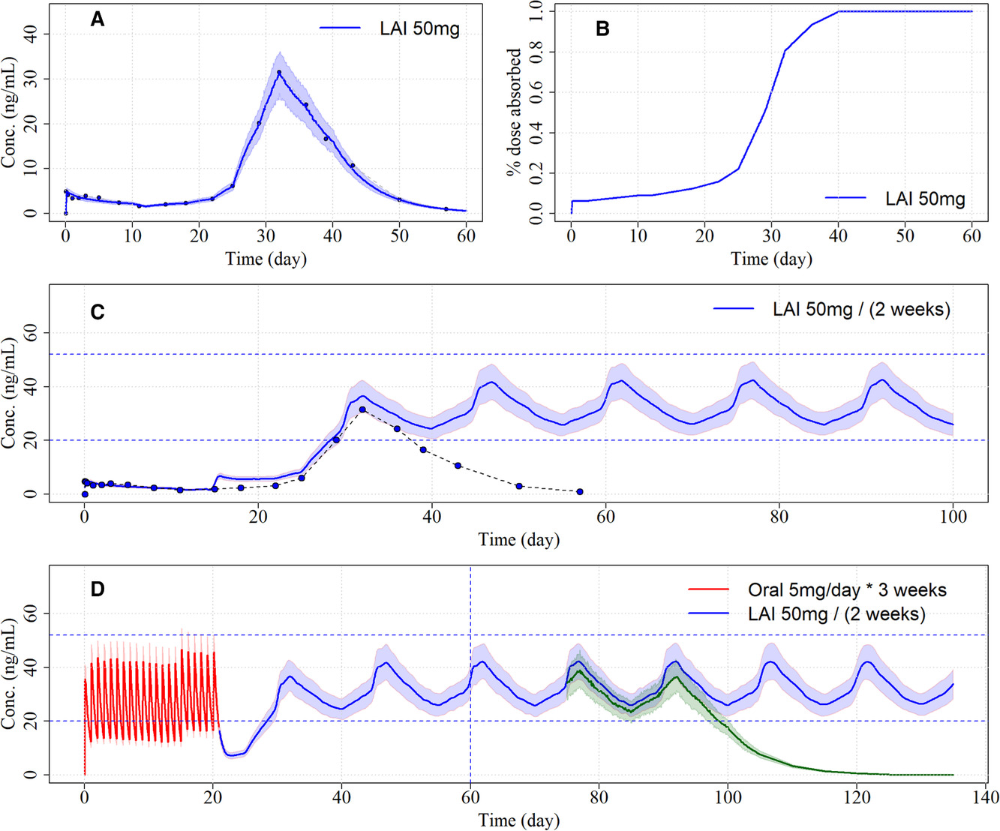 A
LAI 50mg
Conc. (ng/mL)
0 10 20 30 40
0 10 20 30 40 50 60
Time (day)
B
LAI 50mg
% dose absorbed
0.0 0.2 0.4 0.6 0.8 1.0
0 10 20 30 40 50 60
Time (day)
C
LAI 50mg / (2 weeks)
Conc. (ng/mL)
0 20 40 60
0 20 40 60 80 100
Time (day)
D
Oral 5mg/day * 3 weeks
LAI 50mg / (2 weeks)
Conc. (ng/mL)
0 20 40 60
0 20 40 60 80 100 120 140
Time (day)